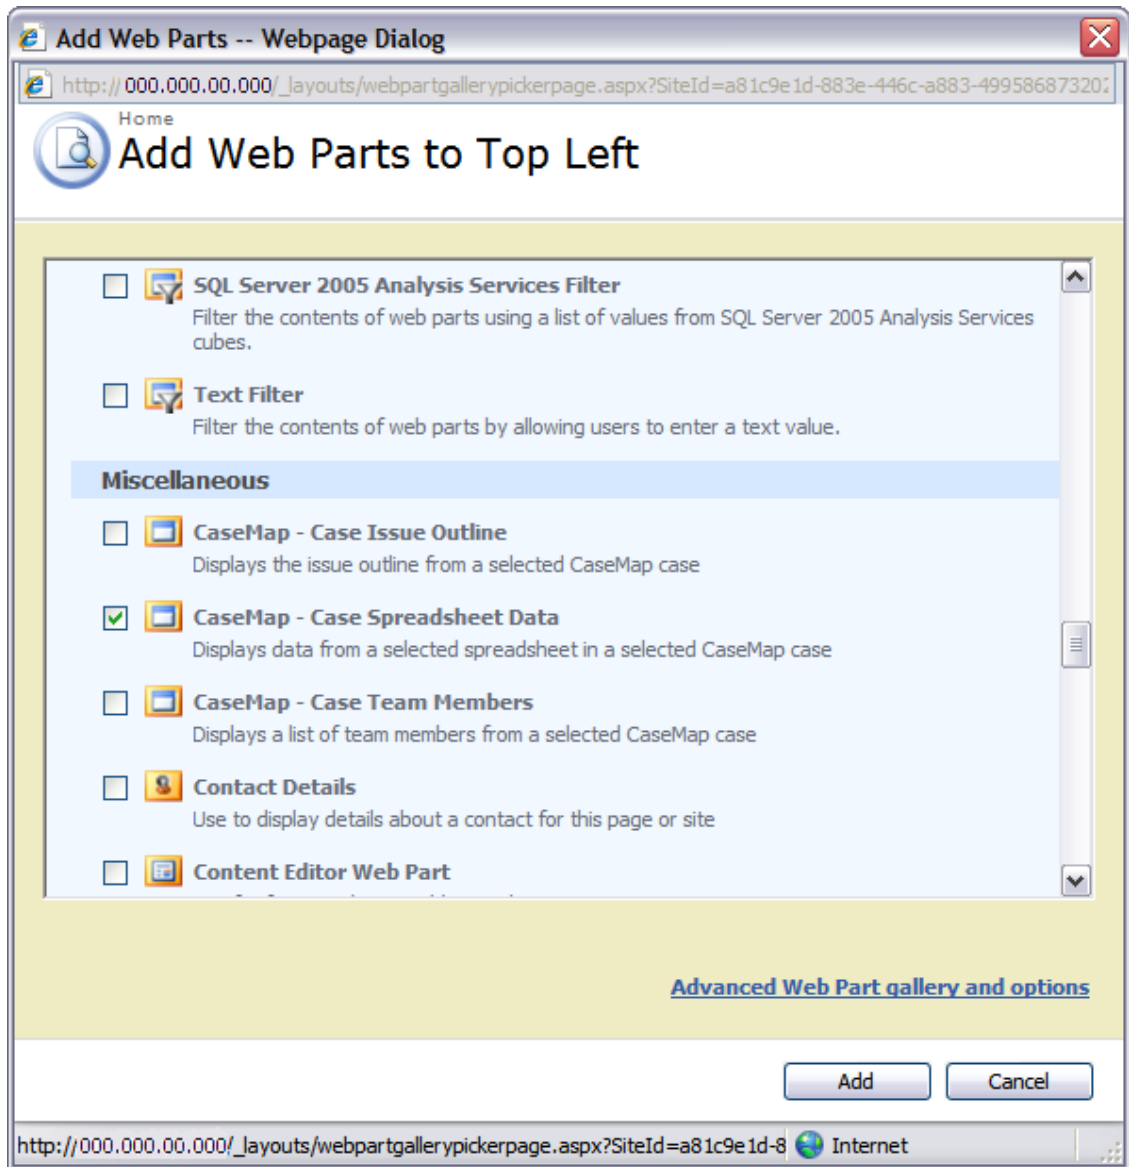 Add Web Parts -- Webpage Dialog
http://000.000.00.000/_layouts/webpartgallerypickerpage.aspx?SiteId=a81c9e1d-883e-446c-a883-499586873202
Home
Add Web Parts to Top Left
SQL Server 2005 Analysis Services Filter
Filter the contents of web parts using a list of values from SQL Server 2005 Analysis Services
cubes.
Text Filter
Filter the contents of web parts by allowing users to enter a text value.
Miscellaneous
CaseMap - Case Issue Outline
Displays the issue outline from a selected CaseMap case
CaseMap - Case Spreadsheet Data
Displays data from a selected spreadsheet in a selected CaseMap case
CaseMap - Case Team Members
Displays a list of team members from a selected CaseMap case
Contact Details
Use to display details about a contact for this page or site
Content Editor Web Part
Advanced Web Part gallery and options
Add Cancel
http://000.000.00.000/_layouts/webpartgallerypickerpage.aspx?SiteId=a81c9e1d-8 Internet